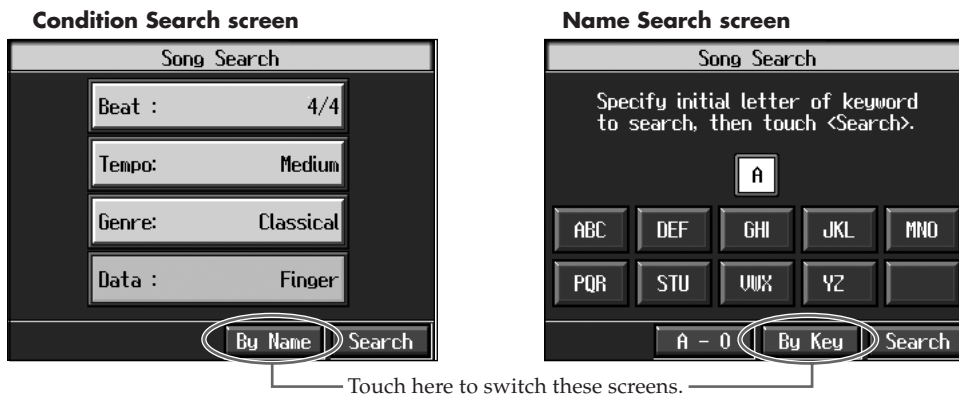 Condition Search screen
Song Search
Beat : 4/4
Tempo: Medium
Genre: Classical
Data : Finger
By Name Search
Name Search screen
Song Search
Specify initial letter of keyword
to search, then touch <Search>.
A
ABC DEF GHI JKL MNO
PQR STU VWX YZ
A - 0 By Key Search
Touch here to switch these screens.